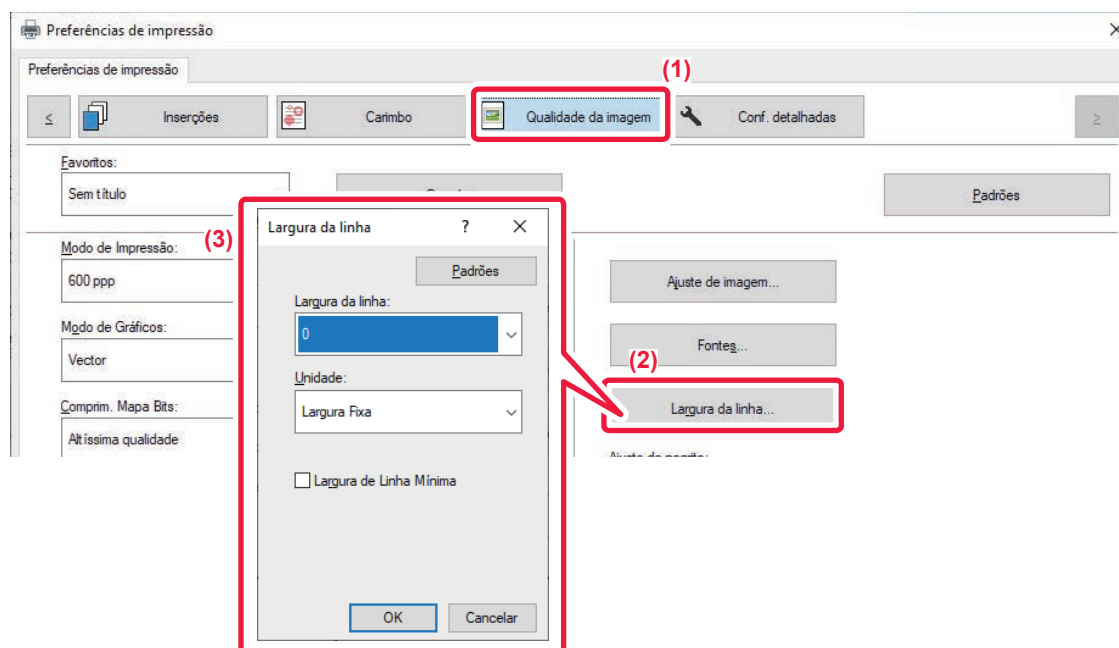 Preferências de impressão
Preferências de impressão
(1)
<
Inserções
Carimbo
Qualidade da imagem
Conf. detalhadas
>
Favoritos:
Sem título
Padrões
Modo de Impressão:
600 ppp
Modo de Gráficos:
Vector
Comprim. Mapa Bits:
Altíssima qualidade
(3)
Largura da linha
?
Padrões
Largura da linha:
0
Unidade:
Largura Fixa
Largura de Linha Mínima
OK
Cancelar
Ajuste de imagem...
Fontes...
(2)
Largura da linha...